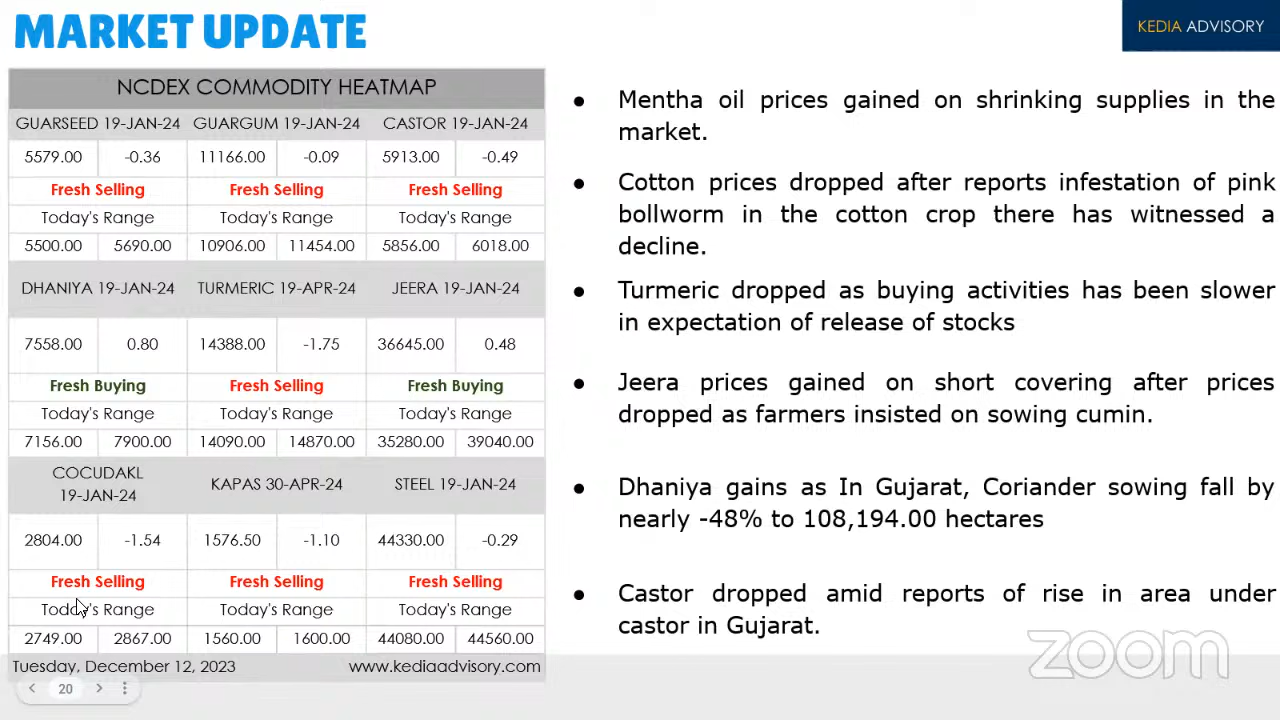 MARKET UPDATE
KEDIA ADVISORY
NCDEX COMMODITY HEATMAP
GUARSEED 19-JAN-24 GUARGUM 19-JAN-24 CASTOR 19-JAN-24
5579.00 -0.36 11166.00 -0.09 5913.00 -0.49
Fresh Selling Fresh Selling Fresh Selling
Today's Range Today's Range Today's Range
5500.00 5690.00 10906.00 11454.00 5856.00 6018.00
DHANIYA 19-JAN-24 TURMERIC 19-APR-24 JEERA 19-JAN-24
7558.00 0.80 14388.00 -1.75 36645.00 0.48
Fresh Buying Fresh Selling Fresh Buying
Today's Range Today's Range Today's Range
7156.00 7900.00 14090.00 14870.00 35280.00 39040.00
COCUDAKL
19-JAN-24 KAPAS 30-APR-24 STEEL 19-JAN-24
2804.00 -1.54 1576.50 -1.10 44330.00 -0.29
Fresh Selling Fresh Selling Fresh Selling
Today's Range Today's Range Today's Range
2749.00 2867.00 1560.00 1600.00 44080.00 44560.00
Tuesday, December 12, 2023 www.kediaadvisory.com
20
● Mentha oil prices gained on shrinking supplies in the
market.
● Cotton prices dropped after reports infestation of pink
bollworm in the cotton crop there has witnessed a
decline.
● Turmeric dropped as buying activities has been slower
in expectation of release of stocks
● Jeera prices gained on short covering after prices
dropped as farmers insisted on sowing cumin.
● Dhaniya gains as In Gujarat, Coriander sowing fall by
nearly -48% to 108,194.00 hectares
● Castor dropped amid reports of rise in area under
castor in Gujarat.
zoom